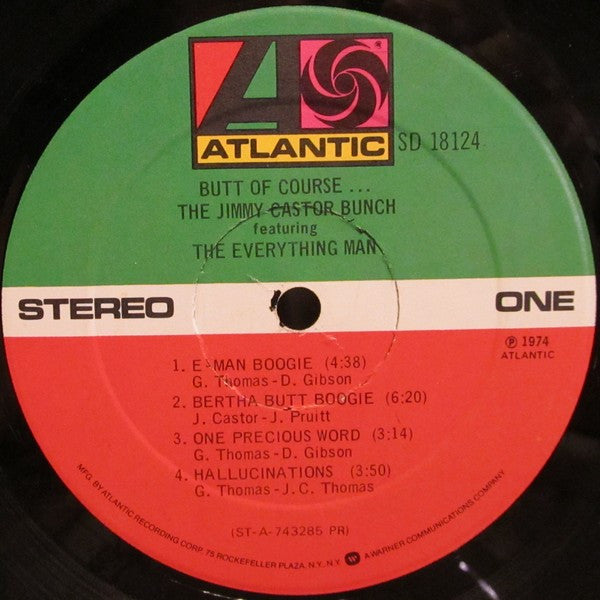 ATLANTIC
SD 18124
BUTT OF COURSE ...
THE JIMMY CASTOR BUNCH
featuring
THE EVERYTHING MAN
STEREO
ONE
℗ 1974
ATLANTIC
1. E-MAN BOOGIE (4:38)
G. Thomas - D. Gibson
2. BERTHA BUTT BOOGIE (6:20)
J. Castor - J. Pruitt
3. ONE PRECIOUS WORD (3:14)
G. Thomas - D. Gibson
4. HALLUCINATIONS (3:50)
G. Thomas - J.C. Thomas
(ST-A-743285 PR)
MFG. BY ATLANTIC RECORDING CORP. 75 ROCKEFELLER PLAZA, N.Y., N.Y. A WARNER COMMUNICATIONS COMPANY